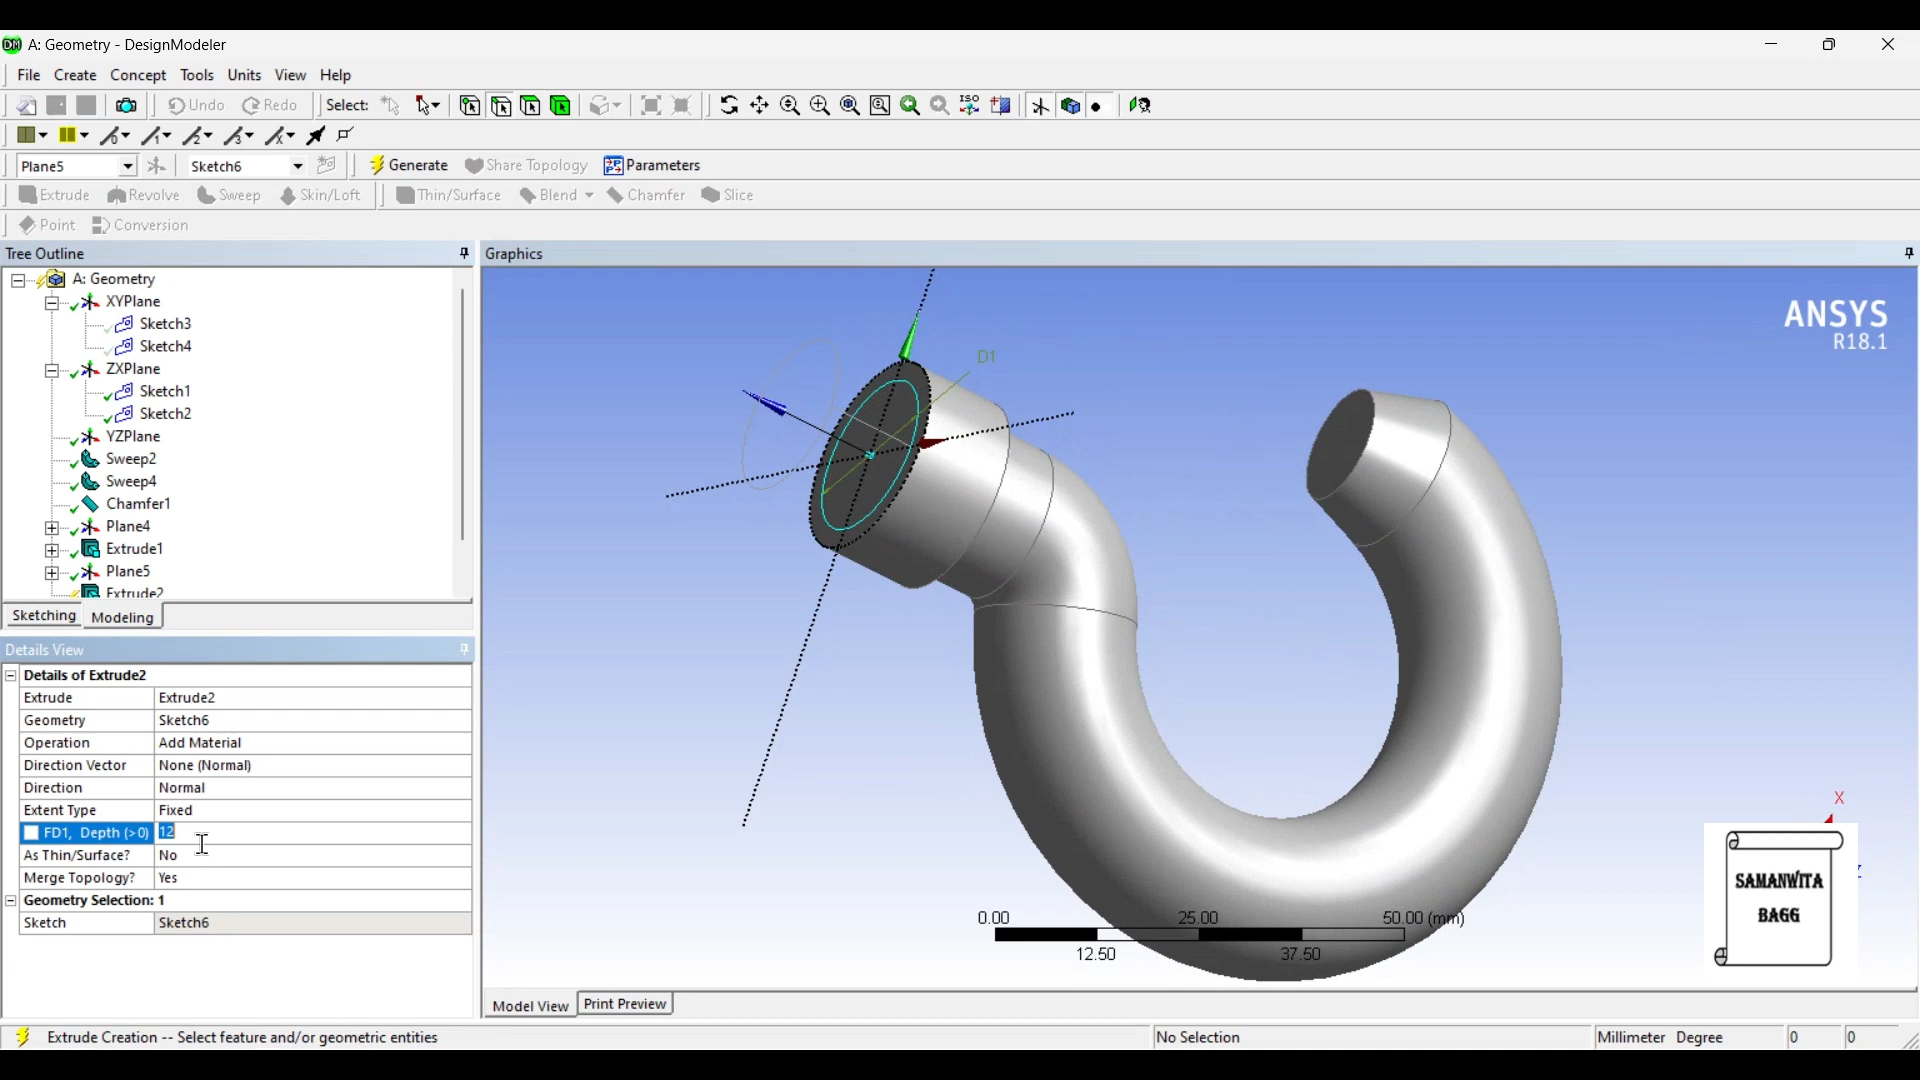 A: Geometry - DesignModeler
File Create Concept Tools Units View Help
Undo Redo Select: ISO
Plane5 Sketch6 Generate Share Topology Parameters
Extrude Revolve Sweep Skin/Loft Thin/Surface Blend Chamfer Slice
Point Conversion
Tree Outline
A: Geometry
XYPlane
Sketch3
Sketch4
ZXPlane
Sketch1
Sketch2
YZPlane
Sweep2
Sweep4
Chamfer1
Plane4
Extrude1
Plane5
Extrude2
Sketching Modeling
Details View
Details of Extrude2
Extrude Extrude2
Geometry Sketch6
Operation Add Material
Direction Vector None (Normal)
Direction Normal
Extent Type Fixed
FD1, Depth (>0) 12
As Thin/Surface? No
Merge Topology? Yes
Geometry Selection: 1
Sketch Sketch6
Graphics
ANSYS
R18.1
D1
X
0.00 25.00 50.00 (mm)
12.50 37.50
SAMANWITA
BAGG
Model View Print Preview
Extrude Creation -- Select feature and/or geometric entities No Selection Millimeter Degree 0 0